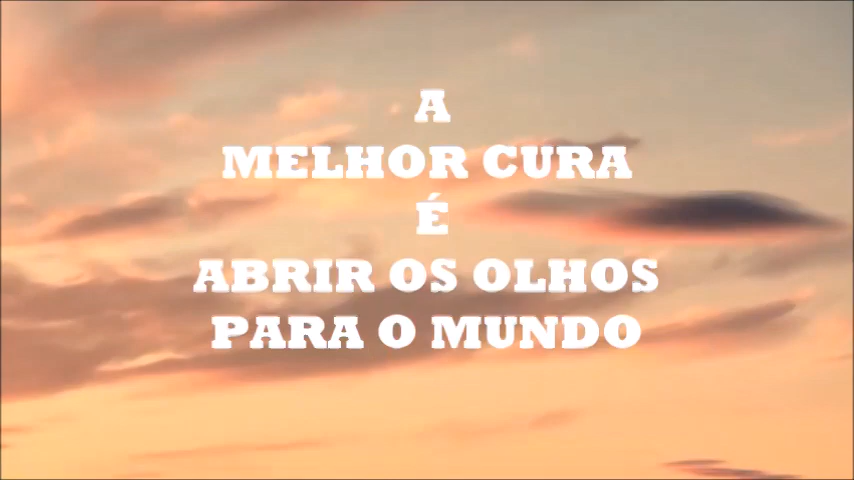 A
MELHOR CURA
É
ABRIR OS OLHOS
PARA O MUNDO